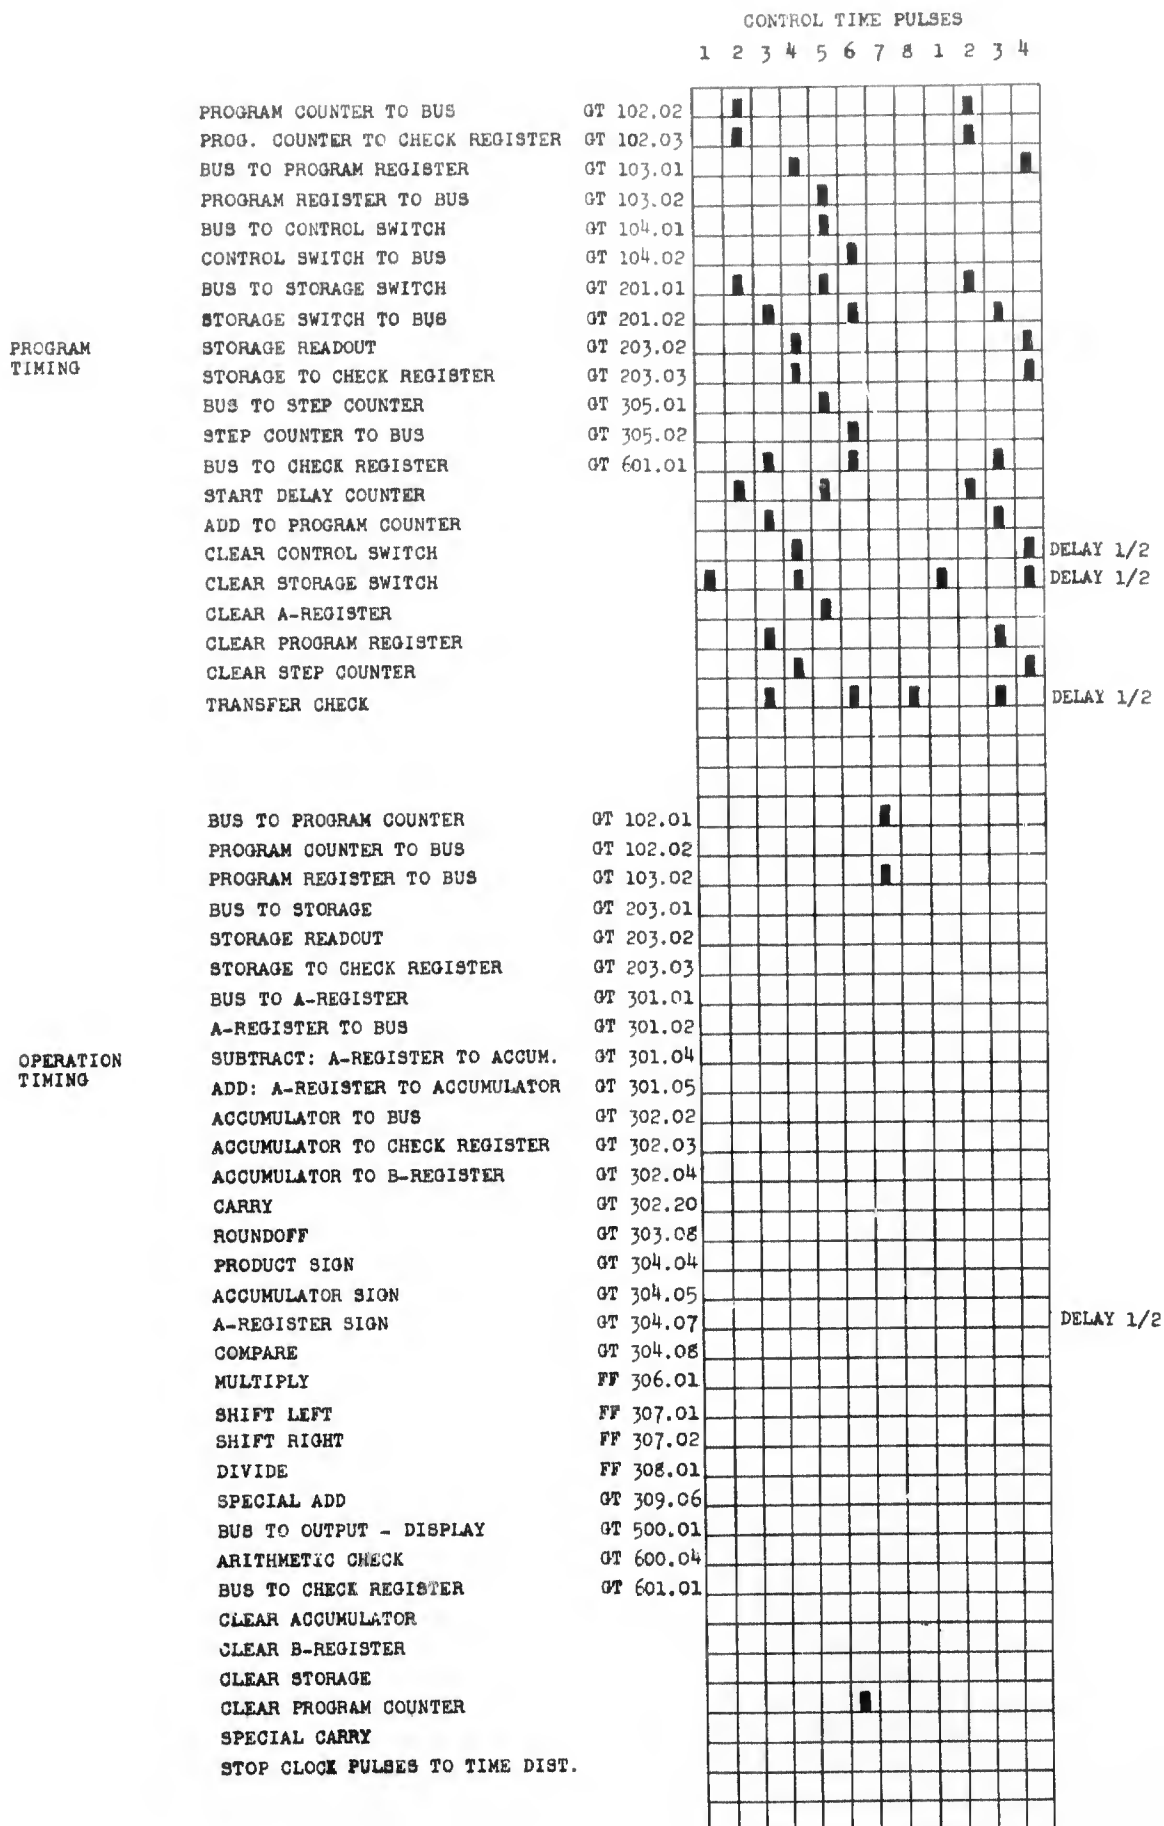 CONTROL TIME PULSES
1 2 3 4 5 6 7 8 1 2 3 4
PROGRAM COUNTER TO BUS GT 102.02
PROG. COUNTER TO CHECK REGISTER GT 102.03
BUS TO PROGRAM REGISTER GT 103.01
PROGRAM REGISTER TO BUS GT 103.02
BUS TO CONTROL SWITCH GT 104.01
CONTROL SWITCH TO BUS GT 104.02
BUS TO STORAGE SWITCH GT 201.01
STORAGE SWITCH TO BUS GT 201.02
PROGRAM TIMING
STORAGE READOUT GT 203.02
STORAGE TO CHECK REGISTER GT 203.03
BUS TO STEP COUNTER GT 305.01
STEP COUNTER TO BUS GT 305.02
BUS TO CHECK REGISTER GT 601.01
START DELAY COUNTER
ADD TO PROGRAM COUNTER
CLEAR CONTROL SWITCH DELAY 1/2
CLEAR STORAGE SWITCH DELAY 1/2
CLEAR A-REGISTER
CLEAR PROGRAM REGISTER
CLEAR STEP COUNTER
TRANSFER CHECK DELAY 1/2
BUS TO PROGRAM COUNTER GT 102.01
PROGRAM COUNTER TO BUS GT 102.02
PROGRAM REGISTER TO BUS GT 103.02
BUS TO STORAGE GT 203.01
STORAGE READOUT GT 203.02
STORAGE TO CHECK REGISTER GT 203.03
BUS TO A-REGISTER GT 301.01
A-REGISTER TO BUS GT 301.02
OPERATION TIMING
SUBTRACT: A-REGISTER TO ACCUM. GT 301.04
ADD: A-REGISTER TO ACCUMULATOR GT 301.05
ACCUMULATOR TO BUS GT 302.02
ACCUMULATOR TO CHECK REGISTER GT 302.03
ACCUMULATOR TO B-REGISTER GT 302.04
CARRY GT 302.20
ROUNDOFF GT 303.08
PRODUCT SIGN GT 304.04
ACCUMULATOR SIGN GT 304.05
A-REGISTER SIGN GT 304.07 DELAY 1/2
COMPARE GT 304.08
MULTIPLY FF 306.01
SHIFT LEFT FF 307.01
SHIFT RIGHT FF 307.02
DIVIDE FF 308.01
SPECIAL ADD GT 309.06
BUS TO OUTPUT - DISPLAY GT 500.01
ARITHMETIC CHECK GT 600.04
BUS TO CHECK REGISTER GT 601.01
CLEAR ACCUMULATOR
CLEAR B-REGISTER
CLEAR STORAGE
CLEAR PROGRAM COUNTER
SPECIAL CARRY
STOP CLOCK PULSES TO TIME DIST.